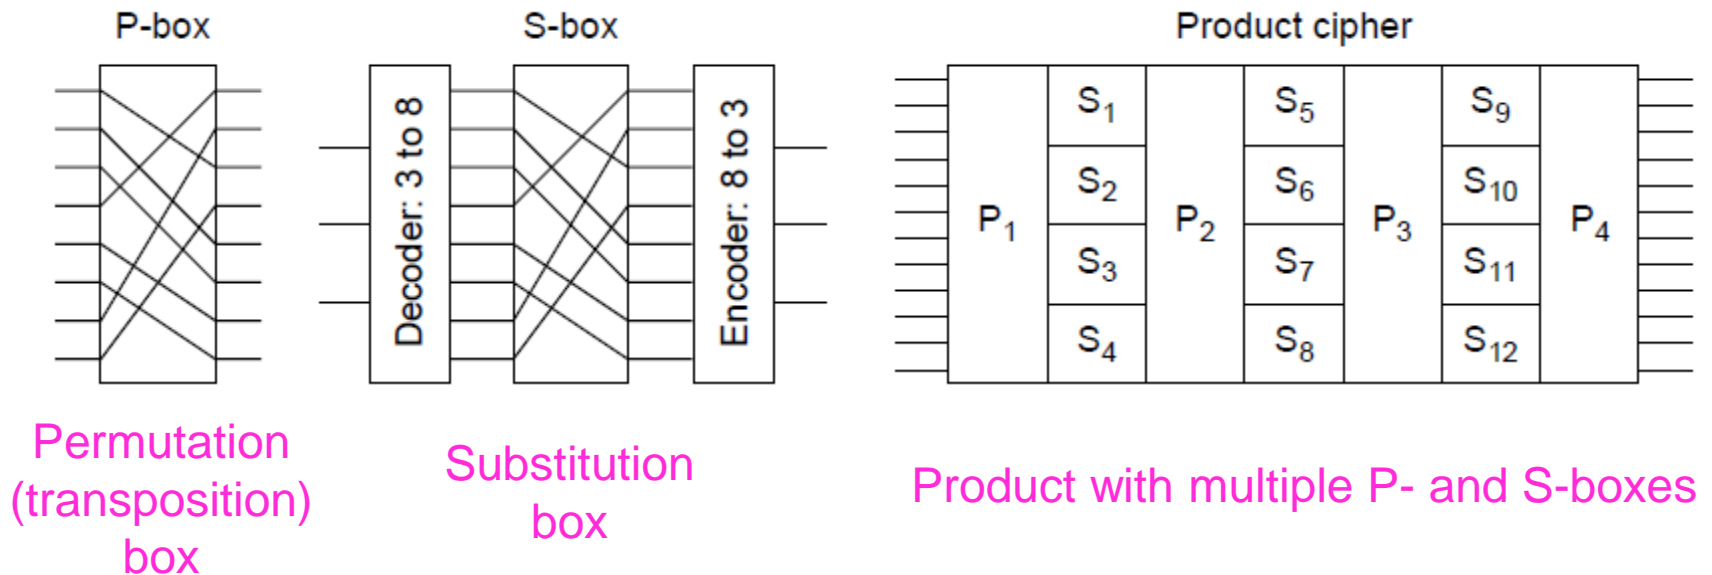 P-box
S-box
Product cipher
Decoder: 3 to 8
Encoder: 8 to 3
P1
S1
S2
S3
S4
P2
S5
S6
S7
S8
P3
S9
S10
S11
S12
P4
Permutation
(transposition)
box
Substitution
box
Product with multiple P- and S-boxes